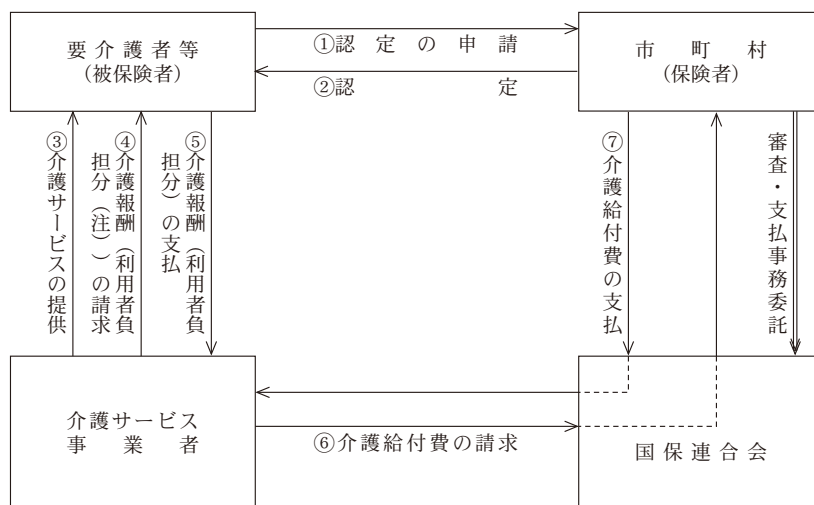 要介護者等
(被保険者)
①認定の申請
②認定
市町村
(保険者)
③介護サービスの提供
④介護報酬(利用者負
担分(注))の請求
⑤介護報酬(利用者負
担分)の支払
⑦介護給付費の支払
審査・支払事務委託
介護サービス
事業者
⑥介護給付費の請求
国保連合会